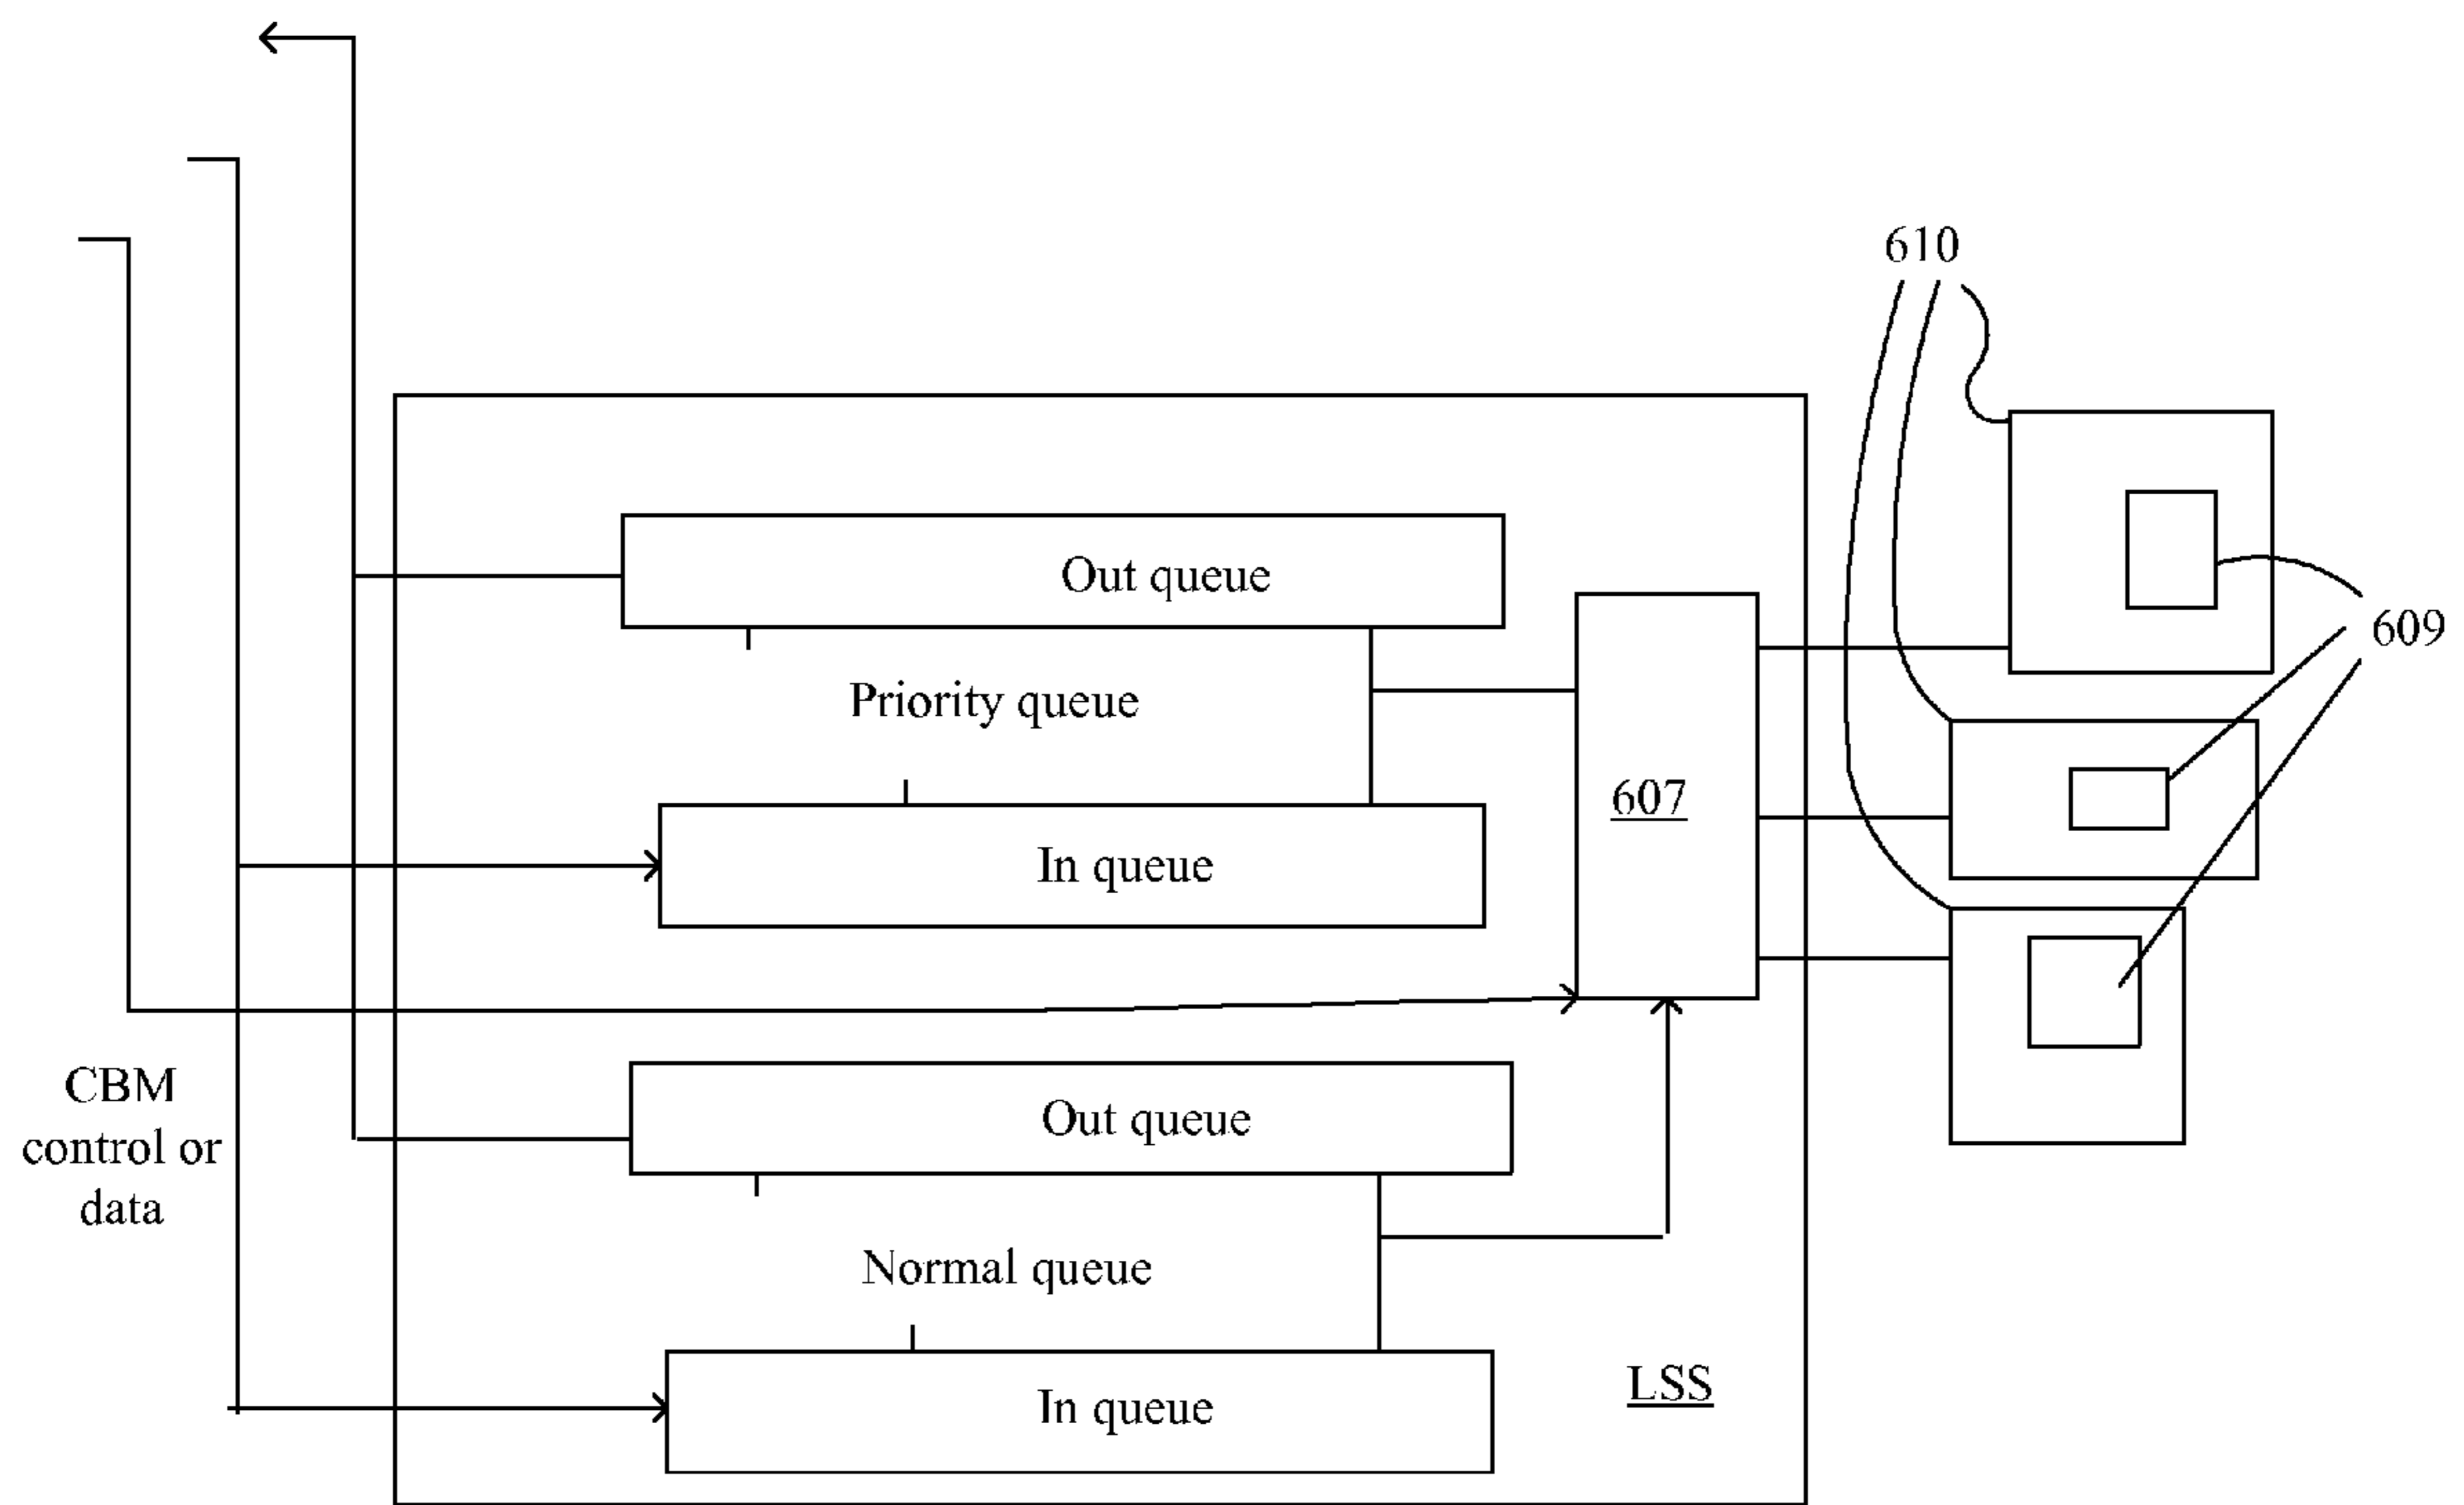 610
Out queue
609
Priority queue
607
In queue
CBM
control or
data
Out queue
Normal queue
LSS
In queue